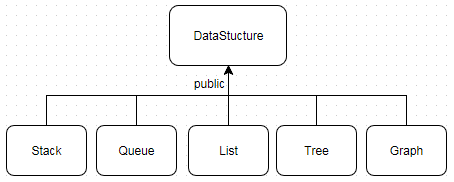 DataStucture
public
Stack
Queue
List
Tree
Graph